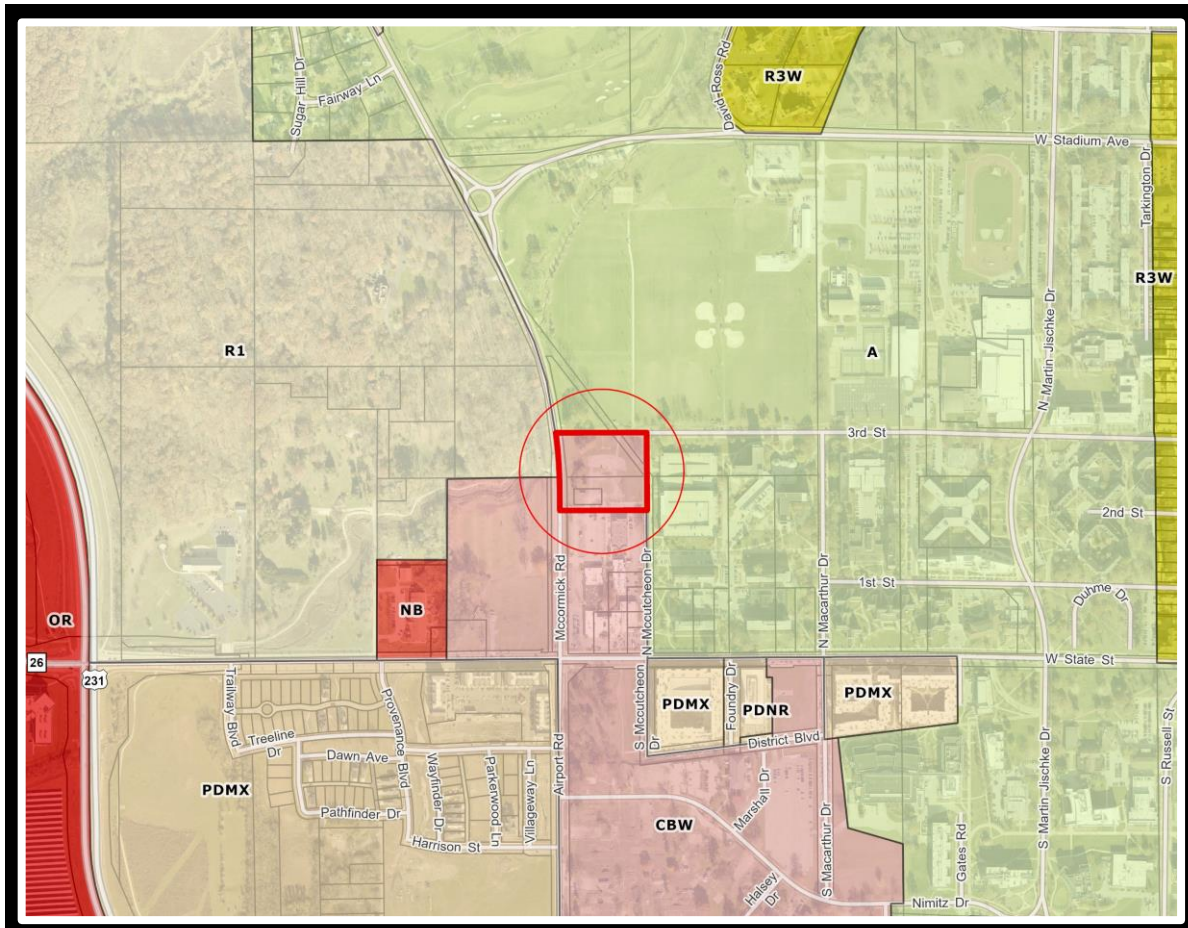 Sugar Hill Dr
Fairway Ln
David Ross Rd
R3W
W Stadium Ave
Tarkington Dr
R3W
N Martin Jischke Dr
R1
A
3rd St
2nd St
Mccormick Rd
N Mccutcheon Dr
N Macarthur Dr
1st St
Duhme Dr
NB
OR
26
231
W State St
Trailway Blvd
Treeline Dr
Provenance Blvd
Dawn Ave
Wayfinder Dr
Parkerwood Ln
Villageway Ln
Airport Rd
S Mccutcheon Dr
PDMX
Foundry Dr
PDNR
PDMX
District Blvd
PDMX
Pathfinder Dr
Harrison St
CBW
Marshall Dr
S Macarthur Dr
Halsey Dr
Nimitz Dr
Gates Rd
S Martin Jischke Dr
S Russell St